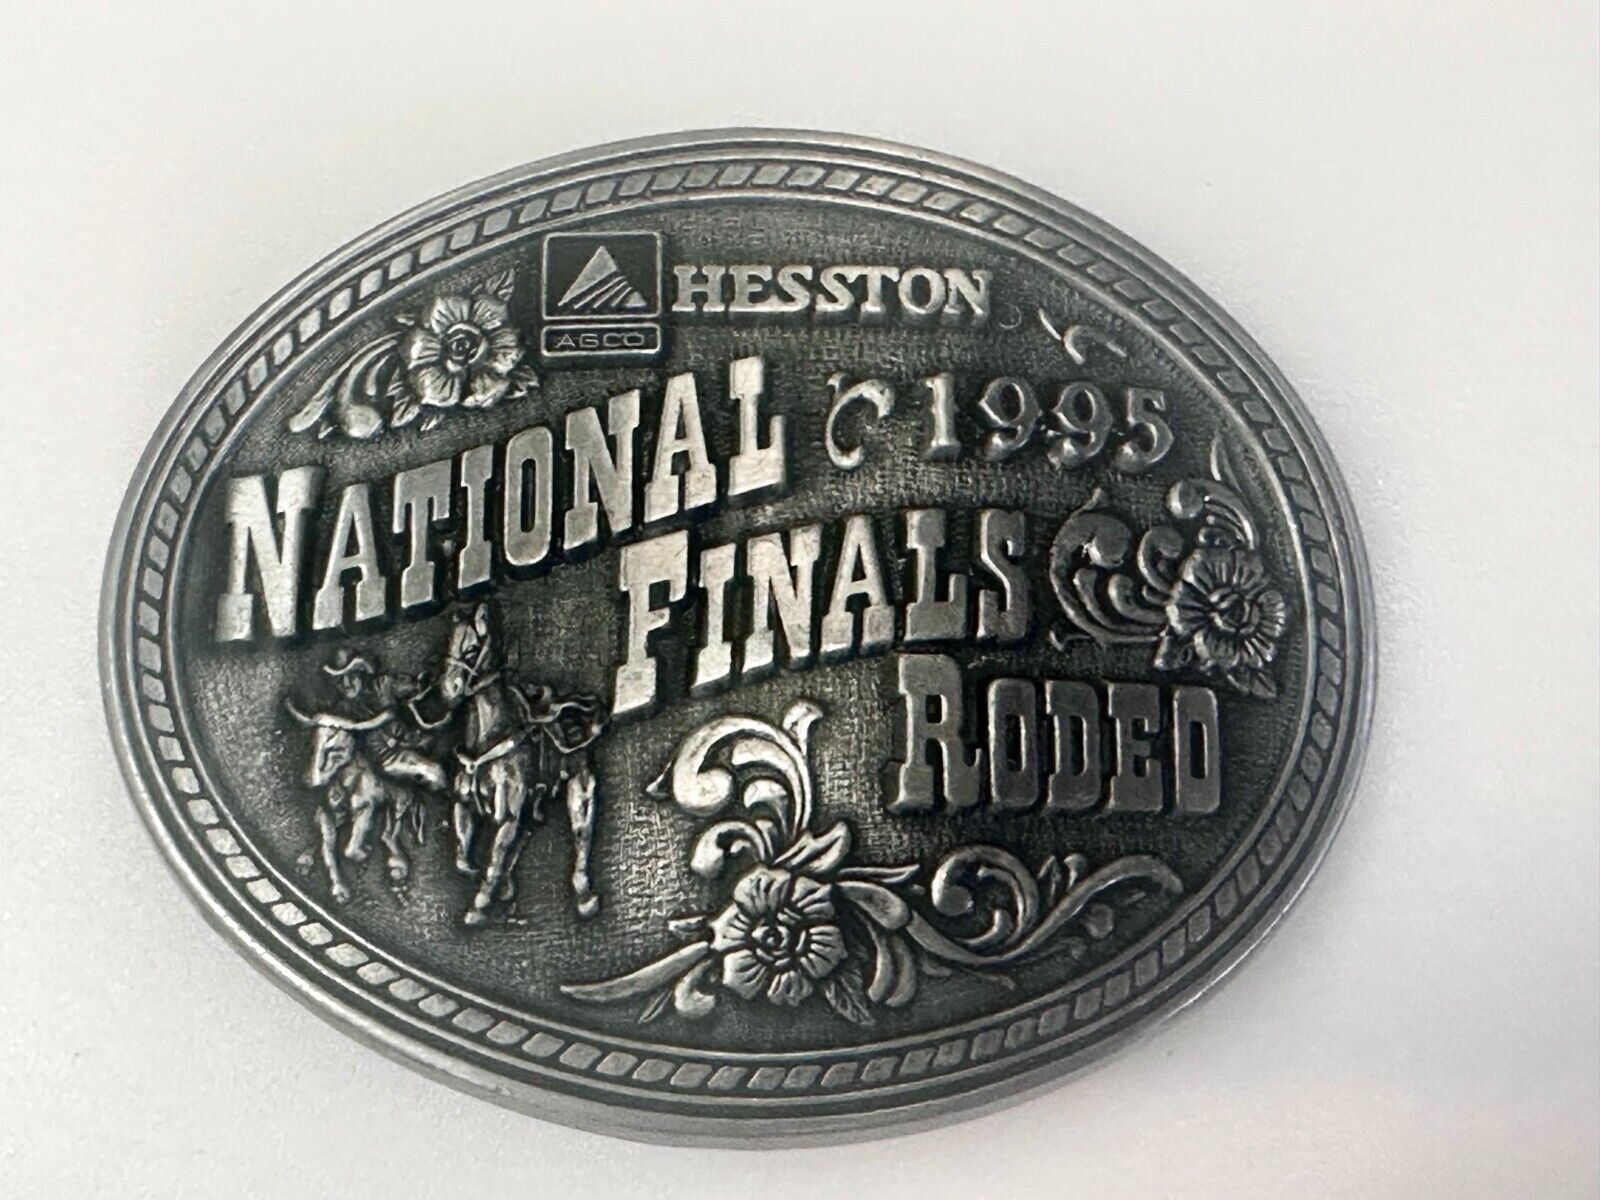 HESSTON
AGCO
NATIONAL
1995
FINALS
RODEO